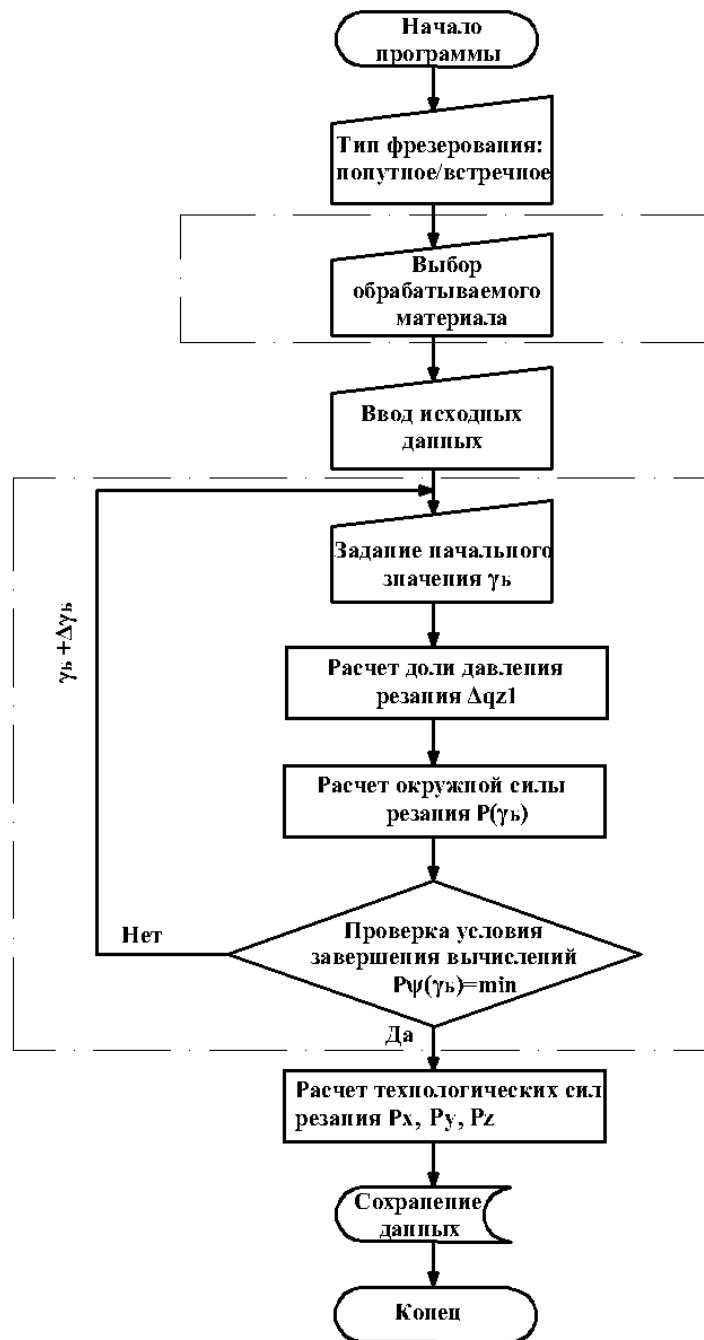 Начало
программы
Тип фрезерования:
попутное/встречное
Выбор
обрабатываемого
материала
Ввод исходных
данных
Задание начального
значения γь
γь +Δγь
Расчет доли давления
резания Δqz1
Расчет окружной силы
резания P(γь)
Проверка условия
завершения вычислений
Pψ(γь)=min
Нет
Да
Расчет технологических сил
резания Px, Py, Pz
Сохранение
данных
Конец